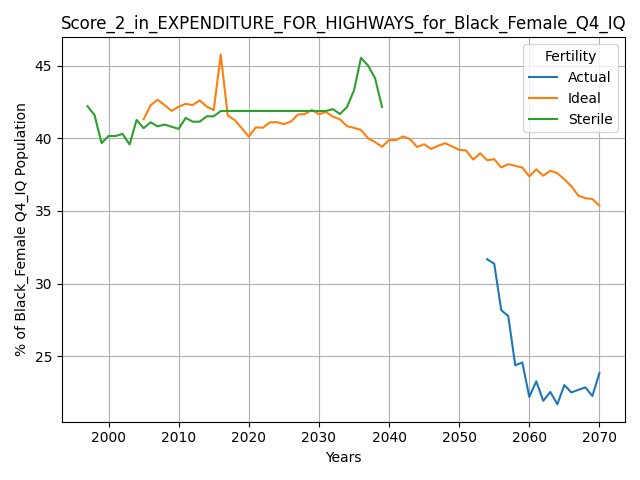 Score_2_in_EXPENDITURE_FOR_HIGHWAYS_for_Black_Female_Q4_IQ
Fertility
Actual
Ideal
Sterile
% of Black_Female Q4_IQ Population
45
40
35
30
25
2000 2010 2020 2030 2040 2050 2060 2070
Years